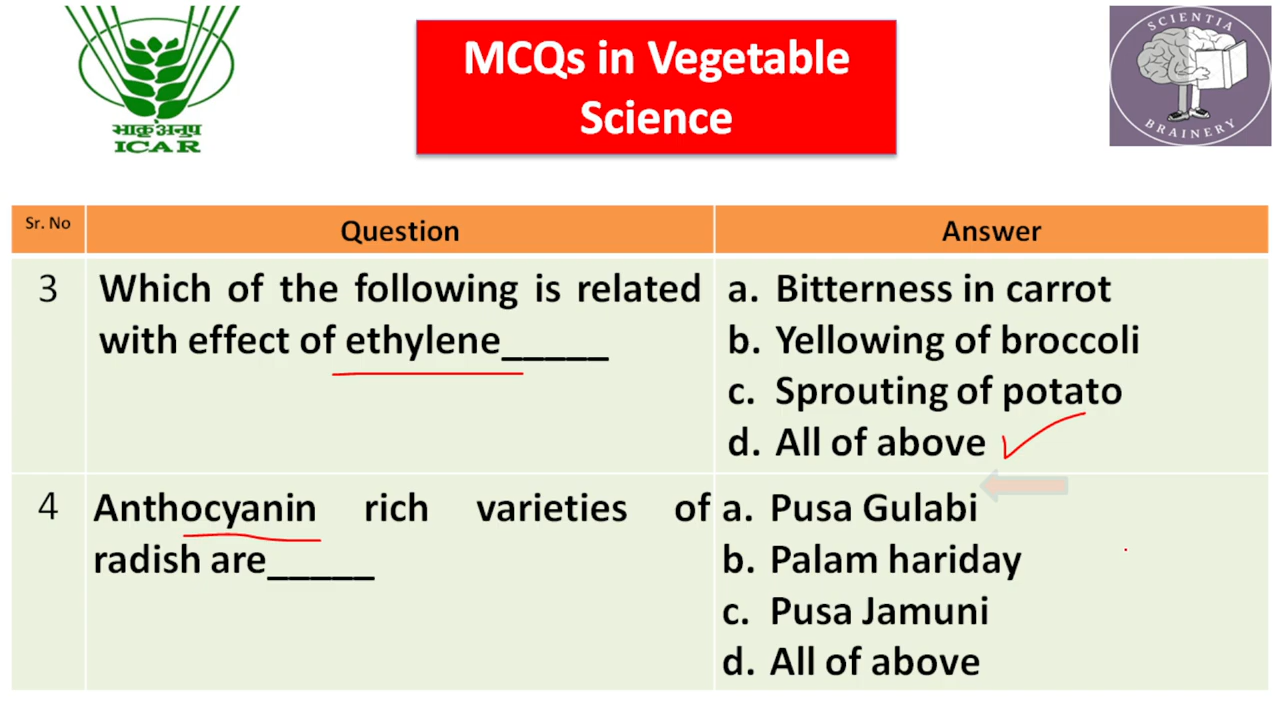 भाकृअनुप
ICAR
MCQs in Vegetable
Science
SCIENTIA
BRAINERY
Sr. No Question Answer
3 Which of the following is related
with effect of ethylene_____
a. Bitterness in carrot
b. Yellowing of broccoli
c. Sprouting of potato
d. All of above
4 Anthocyanin rich varieties of
radish are_____
a. Pusa Gulabi
b. Palam hariday
c. Pusa Jamuni
d. All of above